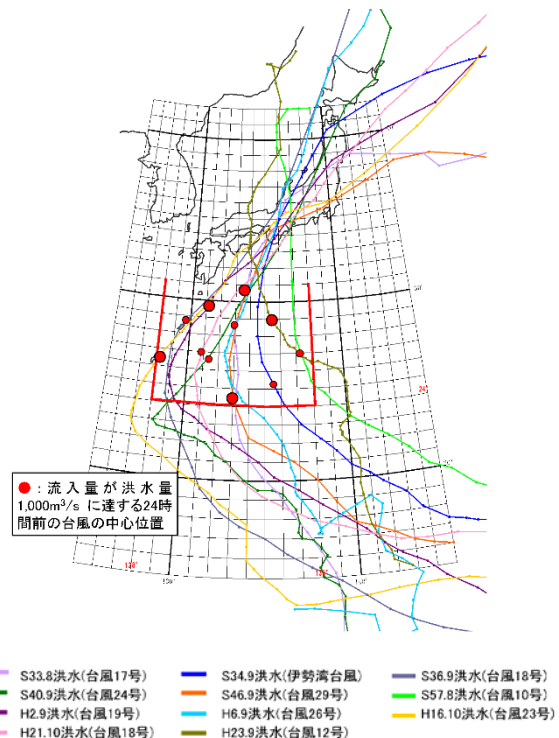 30°
24°
●：流入量が洪水量
1,000m³/s に達する24時
間前の台風の中心位置
130°
130°
S33.8洪水(台風17号)
S34.9洪水(伊勢湾台風)
S36.9洪水(台風18号)
S40.9洪水(台風24号)
S46.9洪水(台風29号)
S57.8洪水(台風10号)
H2.9洪水(台風19号)
H6.9洪水(台風26号)
H16.10洪水(台風23号)
H21.10洪水(台風18号)
H23.9洪水(台風12号)